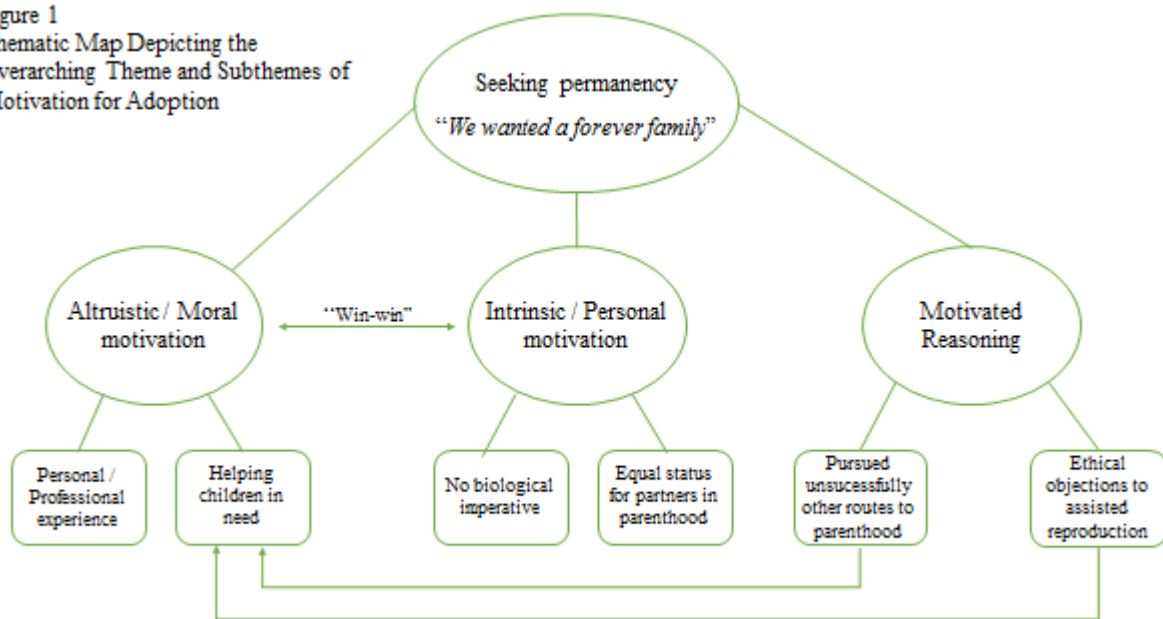 gure 1
hematic Map Depicting the
verarching Theme and Subthemes of
Motivation for Adoption
Seeking permanency
“We wanted a forever family”
Altruistic / Moral
motivation
“Win-win”
Intrinsic / Personal
motivation
Motivated
Reasoning
Personal /
Professional
experience
Helping
children in
need
No biological
imperative
Equal status
for partners in
parenthood
Pursued
unsucessfully
other routes to
parenthood
Ethical
objections to
assisted
reproduction